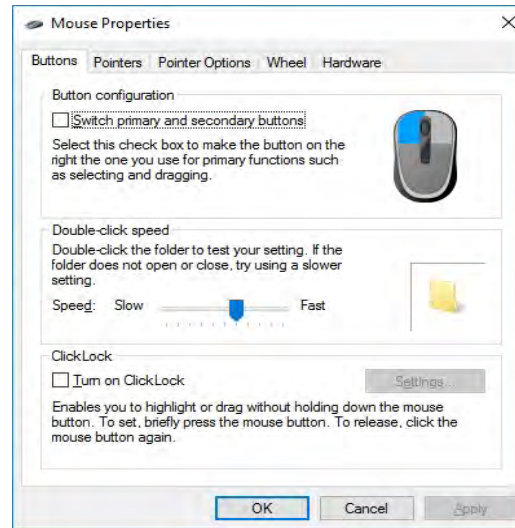 Mouse Properties
Buttons Pointers Pointer Options Wheel Hardware
Button configuration
Switch primary and secondary buttons
Select this check box to make the button on the
right the one you use for primary functions such
as selecting and dragging.
Double-click speed
Double-click the folder to test your setting. If the
folder does not open or close, try using a slower
setting.
Speed: Slow Fast
ClickLock
Turn on ClickLock Settings...
Enables you to highlight or drag without holding down the mouse
button. To set, briefly press the mouse button. To release, click the
mouse button again.
OK Cancel Apply